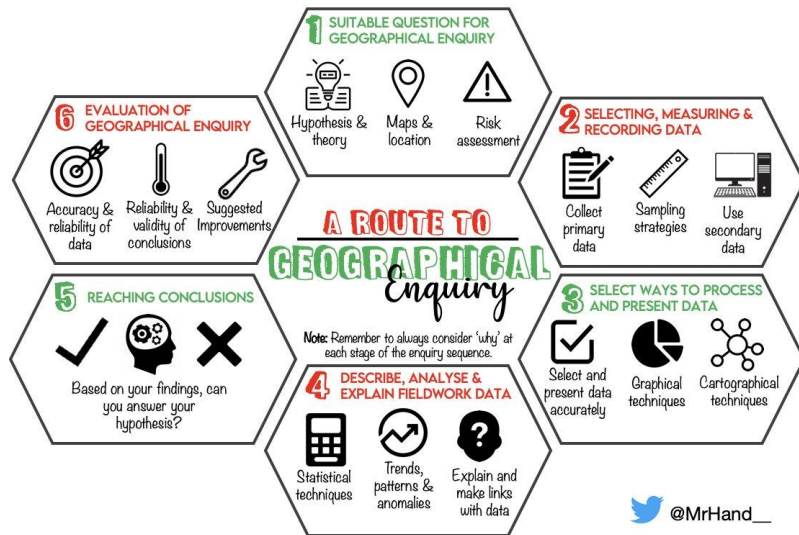 1 SUITABLE QUESTION FOR
GEOGRAPHICAL ENQUIRY
Hypothesis &
theory
Maps &
location
Risk
assessment
2 SELECTING, MEASURING &
RECORDING DATA
Collect
primary
data
Sampling
strategies
Use
secondary
data
3 SELECT WAYS TO PROCESS
AND PRESENT DATA
Select and
present data
accurately
Graphical
techniques
Cartographical
techniques
4 DESCRIBE, ANALYSE &
EXPLAIN FIELDWORK DATA
Statistical
techniques
Trends,
patterns &
anomalies
?
Explain and
make links
with data
5 REACHING CONCLUSIONS
Based on your findings, can
you answer your
hypothesis?
6 EVALUATION OF
GEOGRAPHICAL ENQUIRY
Accuracy &
reliability of
data
Reliability &
validity of
conclusions
Suggested
Improvements
A ROUTE TO
GEOGRAPHICAL
Enquiry
Note: Remember to always consider 'why' at
each stage of the enquiry sequence.
@MrHand__